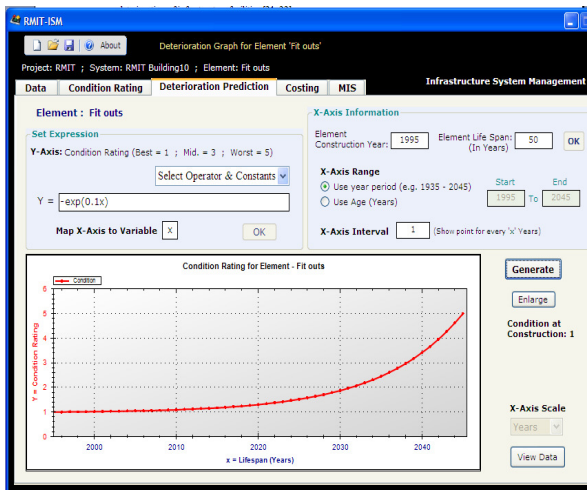 RMIT-ISM
About
Deterioration Graph for Element 'Fit outs'
Project: RMIT ; System: RMIT Building10 ; Element: Fit outs
Infrastructure System Management
Data
Condition Rating
Deterioration Prediction
Costing
MIS
Element : Fit outs
Set Expression
Y-Axis: Condition Rating (Best = 1 ; Mid. = 3 ; Worst = 5)
Select Operator & Constants
Y = -exp(0.1x)
Map X-Axis to Variable x
OK
X-Axis Information
Element Construction Year: 1995
Element Life Span: (In Years) 50
OK
X-Axis Range
Use year period (e.g. 1935 - 2045)
Use Age (Years)
Start
End
1995 To 2045
X-Axis Interval 1 (Show point for every 'x' Years)
Condition Rating for Element - Fit outs
Condition
Y = Condition Rating
6
5
4
3
2
1
0
2000 2010 2020 2030 2040
x = Lifespan (Years)
Generate
Enlarge
Condition at
Construction: 1
X-Axis Scale
Years
View Data